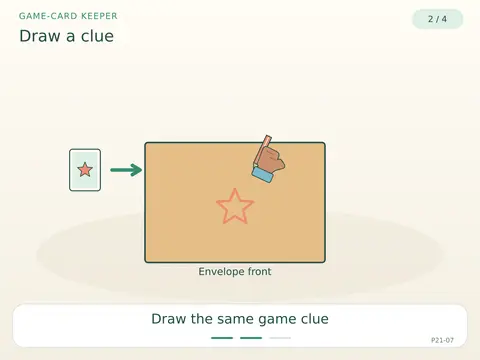 GAME-CARD KEEPER
Draw a clue
2 / 4
Envelope front
Draw the same game clue
P21-07